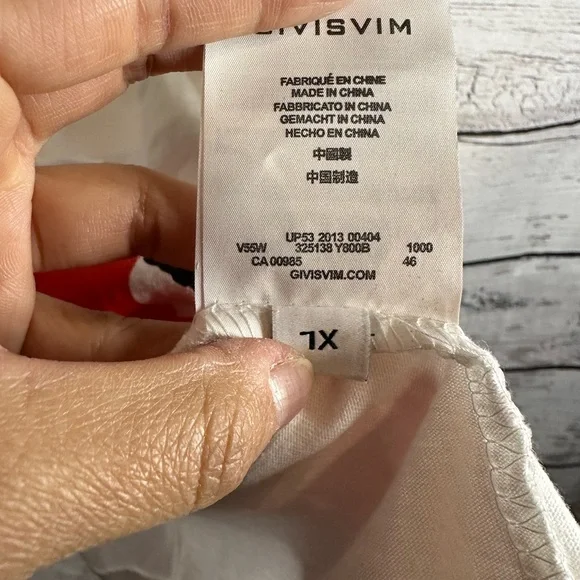 GIVISVIM
FABRIQUÉ EN CHINE
MADE IN CHINA
FABBRICATO IN CHINA
GEMACHT IN CHINA
HECHO EN CHINA
中國製
中国制造
UP53 2013 00404
V55W 325138 Y800B 1000
CA 00985 46
GIVISVIM.COM
XL